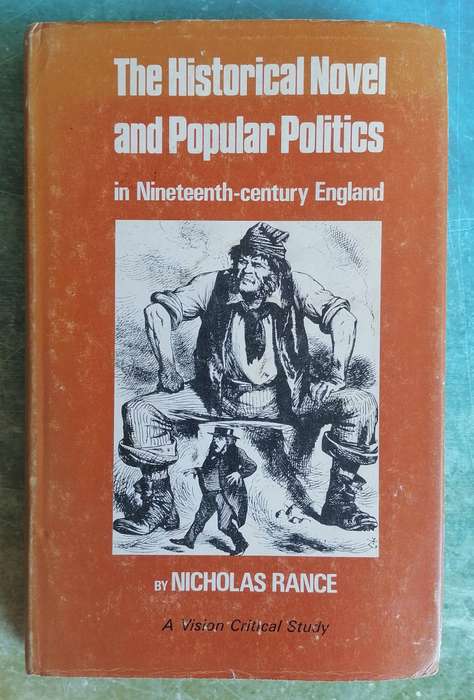 The Historical Novel
and Popular Politics
in Nineteenth-century England
BY NICHOLAS RANCE
A Vision Critical Study